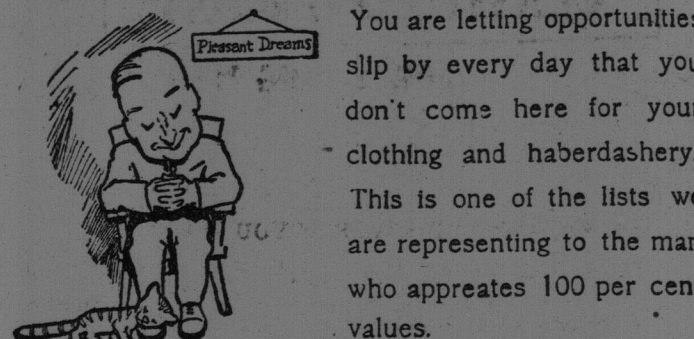 Pleasant Dreams
You are letting opportunities
slip by every day that you
don't come here for your
clothing and haberdashery.
This is one of the lists we
are representing to the man
who appreates 100 per cent
values.